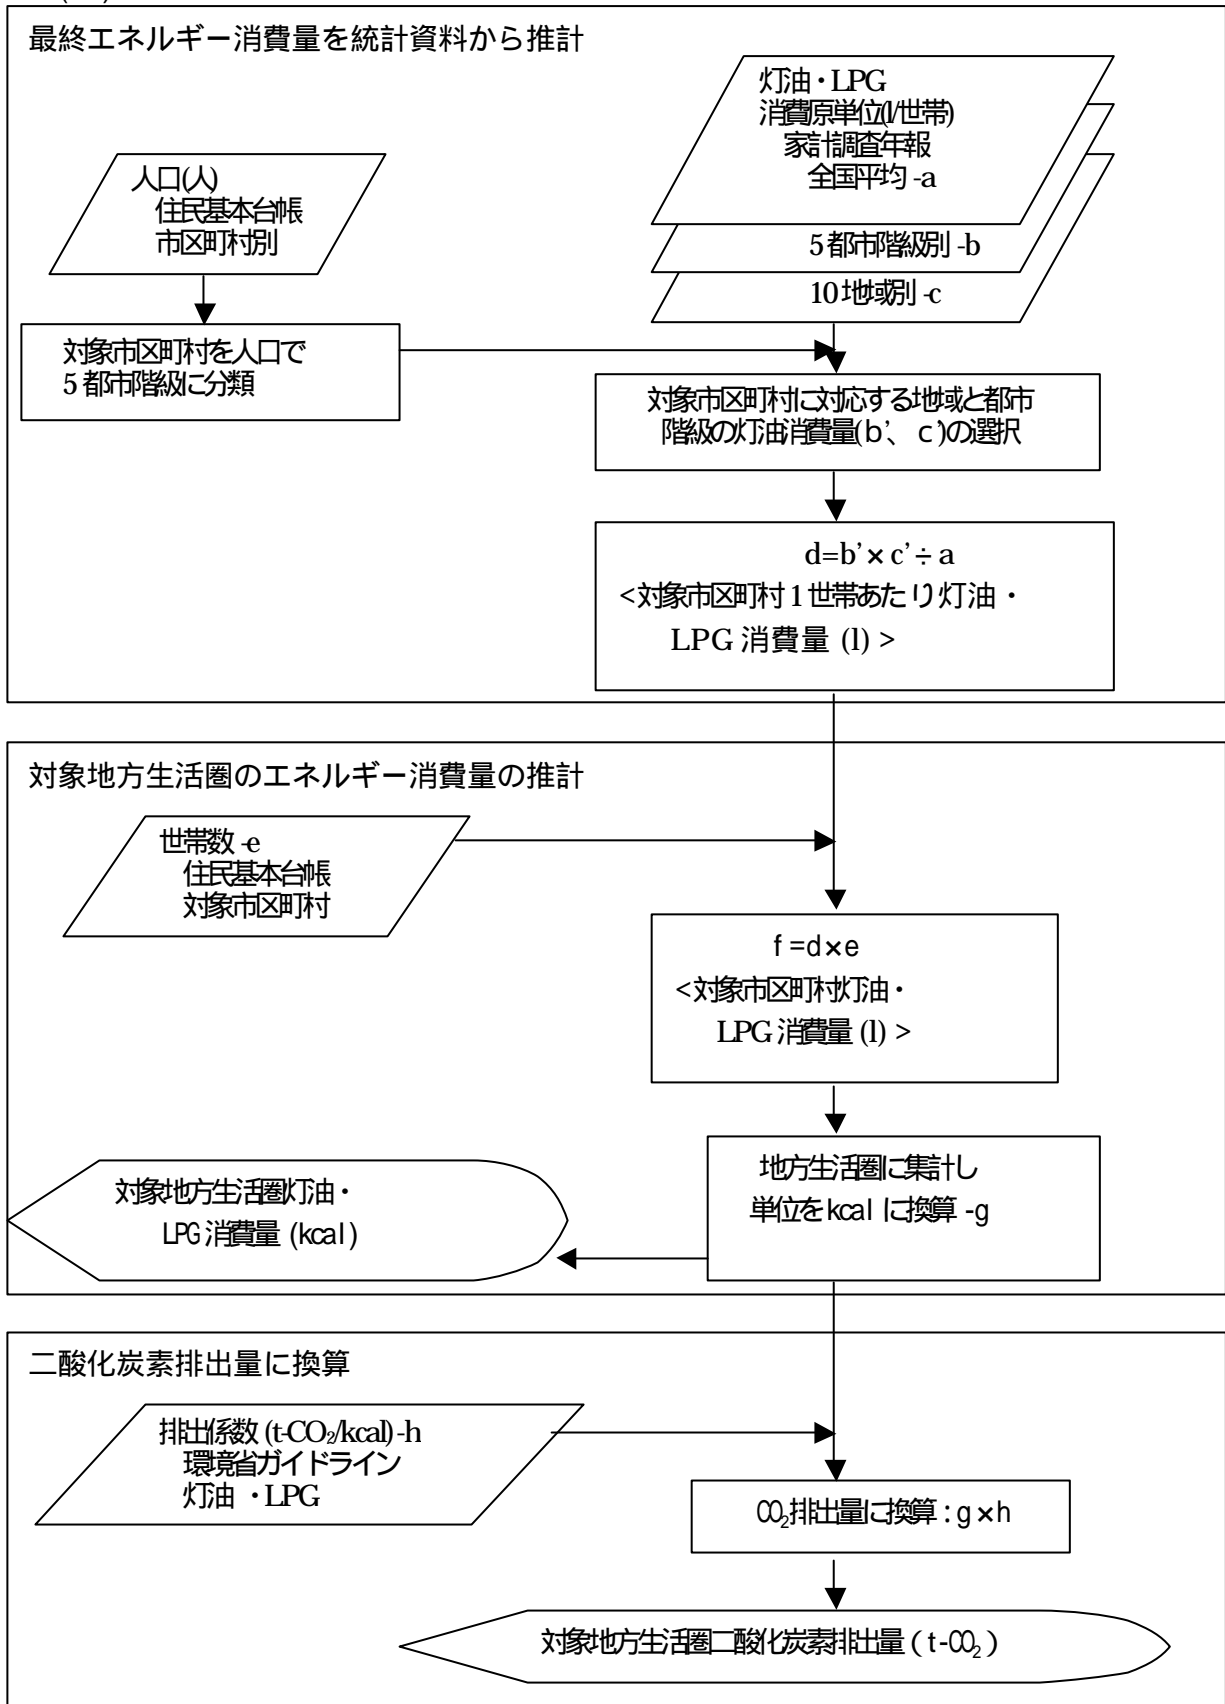 最終エネルギー消費量を統計資料から推計
灯油・LPG
消費原単位(l/世帯)
家計調査年報
全国平均 -a
人口(人)
住民基本台帳
市区町村別
5都市階級別 -b
10地域別 -c
対象市区町村を人口で
5都市階級に分類
対象市区町村に対応する地域と都市
階級の灯油消費量(b’、c’)の選択
d=b’×c’÷a
<対象市区町村1世帯あたり灯油・
LPG消費量 (l) >
対象地方生活圏のエネルギー消費量の推計
世帯数 -e
住民基本台帳
対象市区町村
f=d×e
<対象市区町村灯油・
LPG消費量 (l) >
地方生活圏に集計し
単位をkcalに換算 -g
対象地方生活圏灯油・
LPG消費量 (kcal)
二酸化炭素排出量に換算
排出係数 (t-CO₂/kcal) -h
環境省ガイドライン
灯油 ・LPG
CO₂排出量に換算：g×h
対象地方生活圏二酸化炭素排出量（t-CO₂）